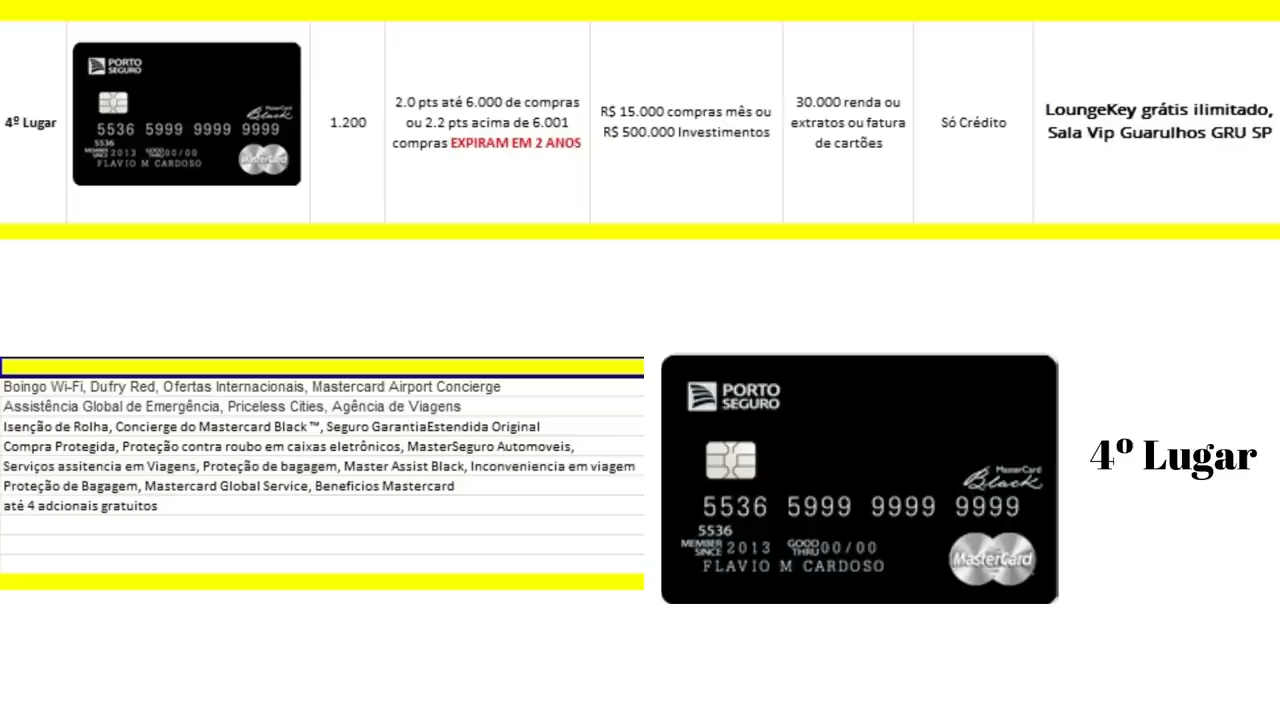 4º Lugar
PORTO
SEGURO
MasterCard
Black
5536 5999 9999 9999
5536
MEMBER SINCE 2013 GOOD THRU 00/00
FLAVIO M CARDOSO
MasterCard
1.200
2.0 pts até 6.000 de compras
ou 2.2 pts acima de 6.001
compras EXPIRAM EM 2 ANOS
R$ 15.000 compras mês ou
R$ 500.000 Investimentos
30.000 renda ou
extratos ou fatura
de cartões
Só Crédito
LoungeKey grátis ilimitado,
Sala Vip Guarulhos GRU SP
Boingo Wi-Fi, Dufry Red, Ofertas Internacionais, Mastercard Airport Concierge
Assistência Global de Emergência, Priceless Cities, Agência de Viagens
Isenção de Rolha, Concierge do Mastercard Black™, Seguro GarantiaEstendida Original
Compra Protegida, Proteção contra roubo em caixas eletrônicos, MasterSeguro Automoveis,
Serviços assitencia em Viagens, Proteção de bagagem, Master Assist Black, Inconveniencia em viagem
Proteção de Bagagem, Mastercard Global Service, Beneficios Mastercard
até 4 adcionais gratuitos
PORTO
SEGURO
MasterCard
Black
5536 5999 9999 9999
5536
MEMBER SINCE 2013 GOOD THRU 00/00
FLAVIO M CARDOSO
MasterCard
4º Lugar